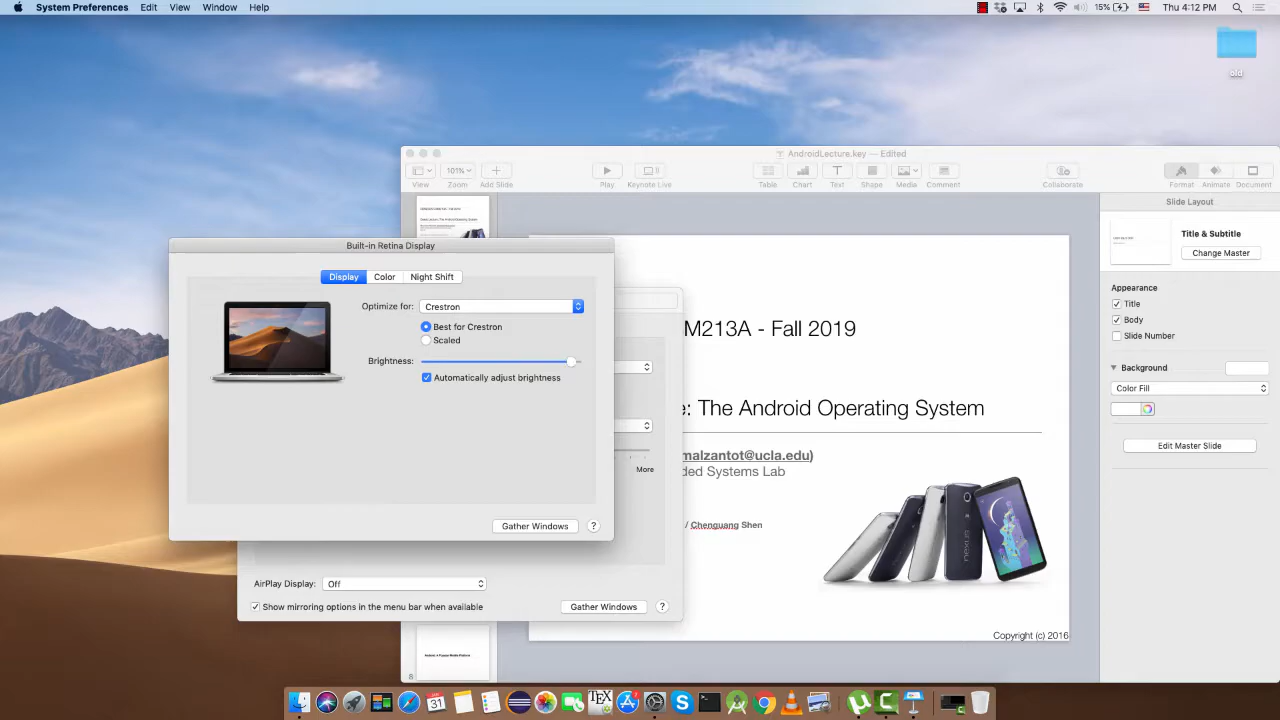 System Preferences Edit View Window Help
15% Thu 4:12 PM
old
AndroidLecture.key — Edited
101%
View Zoom Add Slide Play Keynote Live Table Chart Text Shape Media Comment Collaborate Format Animate Document
Slide Layout
Title & Subtitle
Change Master
Appearance
Title
Body
Slide Number
Background
Color Fill
Edit Master Slide
Built-in Retina Display
Display Color Night Shift
Optimize for: Crestron
Best for Crestron
Scaled
Brightness:
Automatically adjust brightness
Gather Windows ?
More
AirPlay Display: Off
Show mirroring options in the menu bar when available
Gather Windows ?
M213A - Fall 2019
e: The Android Operating System
malzantot@ucla.edu)
ded Systems Lab
/ Chenguang Shen
nexus
Copyright (c) 2016
8
31
TEX